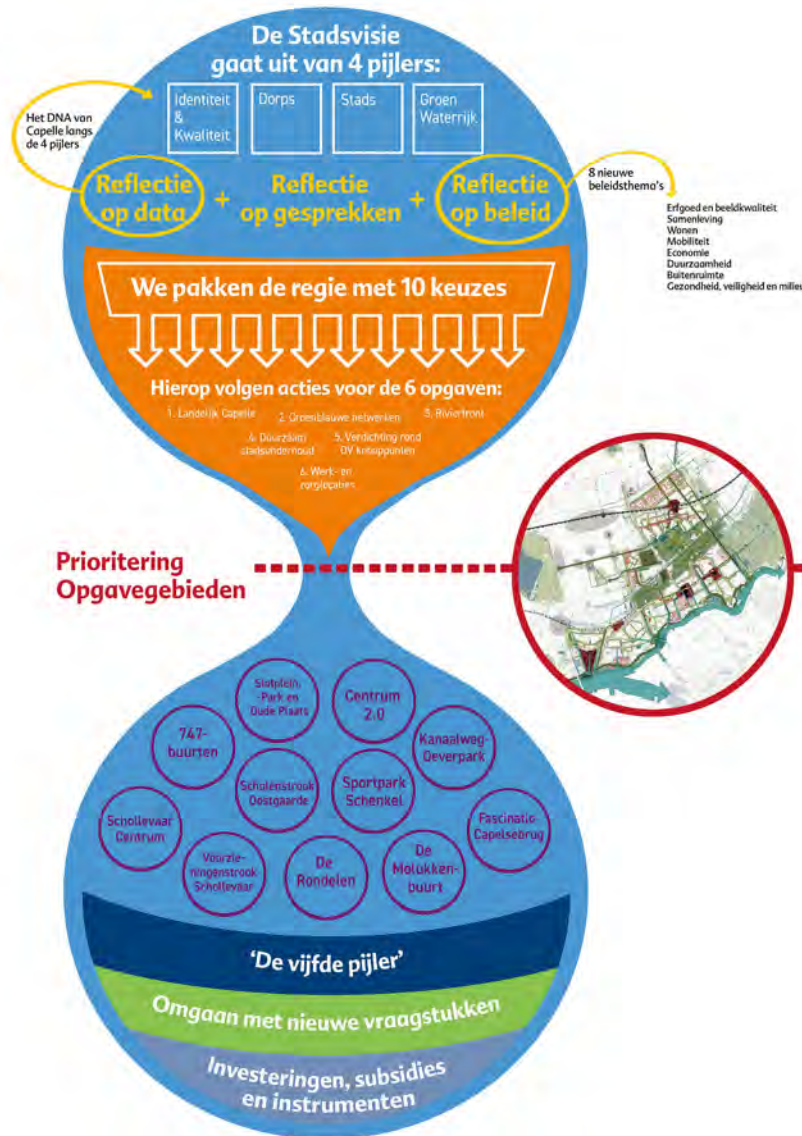 De Stadsvisie
gaat uit van 4 pijlers:
Identiteit
&
Kwaliteit
Dorps
Stads
Groen
Waterrijk
Het DNA van
Capelle langs
de 4 pijlers
Reflectie
op data
+
Reflectie
op gesprekken
+
Reflectie
op beleid
8 nieuwe
beleidsthema's
Erfgoed en beeldkwaliteit
Samenleving
Wonen
Mobiliteit
Economie
Duurzaamheid
Buitenruimte
Gezondheid, veiligheid en milieu
We pakken de regie met 10 keuzes
Hierop volgen acties voor de 6 opgaven:
1. Landelijk Capelle
2. Groenblauwe netwerken
3. Rivierfront
4. Duurzaam
stadsonderhoud
5. Verdichting rond
OV knooppunten
6. Werk- en
zorglocaties
Prioritering
Opgavegebieden
Slotplein,
-Park en
Oude Plaats
Centrum
2.0
747-
buurten
Kanaalweg-
Oeverpark
Scholenstrook
Oostgaarde
Sportpark
Schenkel
Schollevaar
Centrum
Fascinatio-
Capelsebrug
Voorzie-
ningenstrook
Schollevaar
De
Rondelen
De
Molukken-
buurt
'De vijfde pijler'
Omgaan met nieuwe vraagstukken
Investeringen, subsidies
en instrumenten